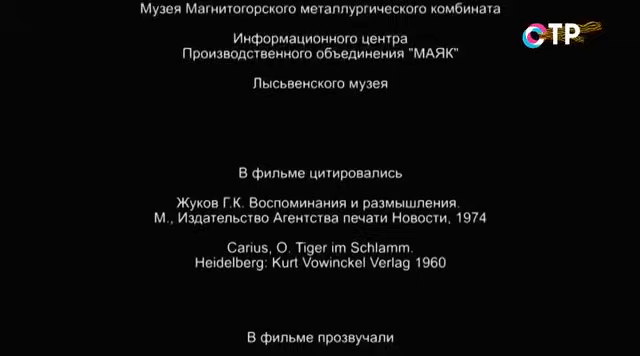 Музея Магнитогорского металлургического комбината
ОТР
Информационного центра
Производственного объединения "МАЯК"
Лысьвенского музея
В фильме цитировались
Жуков Г.К. Воспоминания и размышления.
М., Издательство Агентства печати Новости, 1974
Carius, O. Tiger im Schlamm.
Heidelberg: Kurt Vowinckel Verlag 1960
В фильме прозвучали